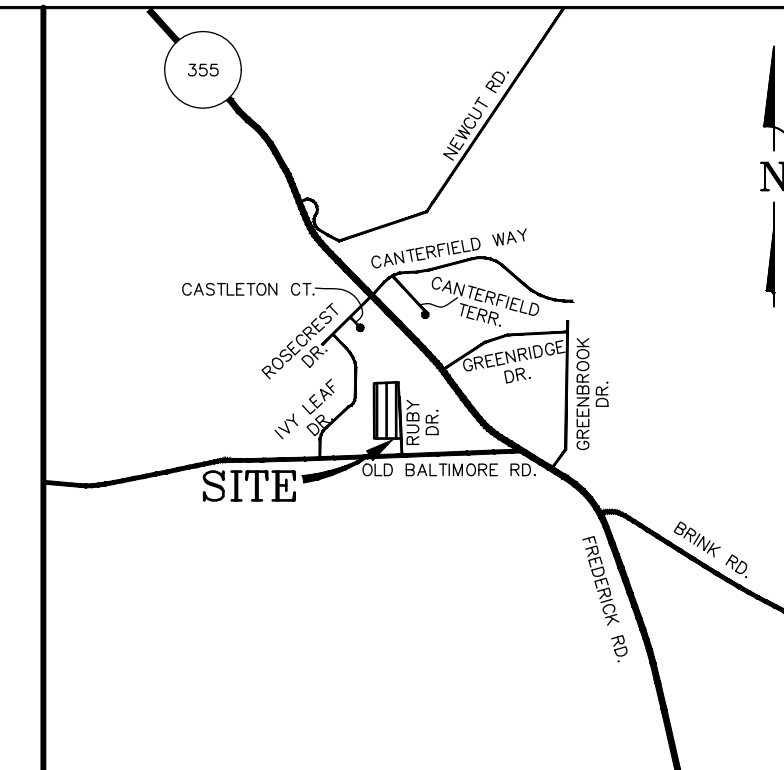 355
NEWCUT RD.
N
CANTERFIELD WAY
CASTLETON CT.
CANTERFIELD
TERR.
ROSECREST
DR.
GREENRIDGE
DR.
GREENBROOK
DR.
IVY LEAF
DR.
RUBY
DR.
OLD BALTIMORE RD.
SITE
BRINK RD.
FREDERICK RD.